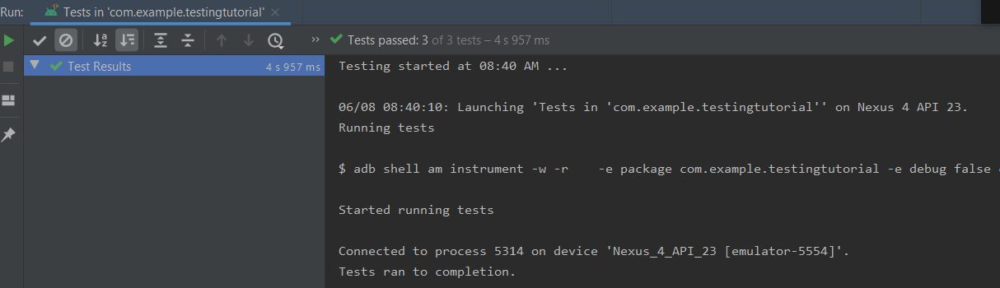 Run: Tests in 'com.example.testingtutorial'
Tests passed: 3 of 3 tests – 4 s 957 ms
Test Results 4 s 957 ms
Testing started at 08:40 AM ...
06/08 08:40:10: Launching 'Tests in 'com.example.testingtutorial'' on Nexus 4 API 23.
Running tests
$ adb shell am instrument -w -r    -e package com.example.testingtutorial -e debug false
Started running tests
Connected to process 5314 on device 'Nexus_4_API_23 [emulator-5554]'.
Tests ran to completion.